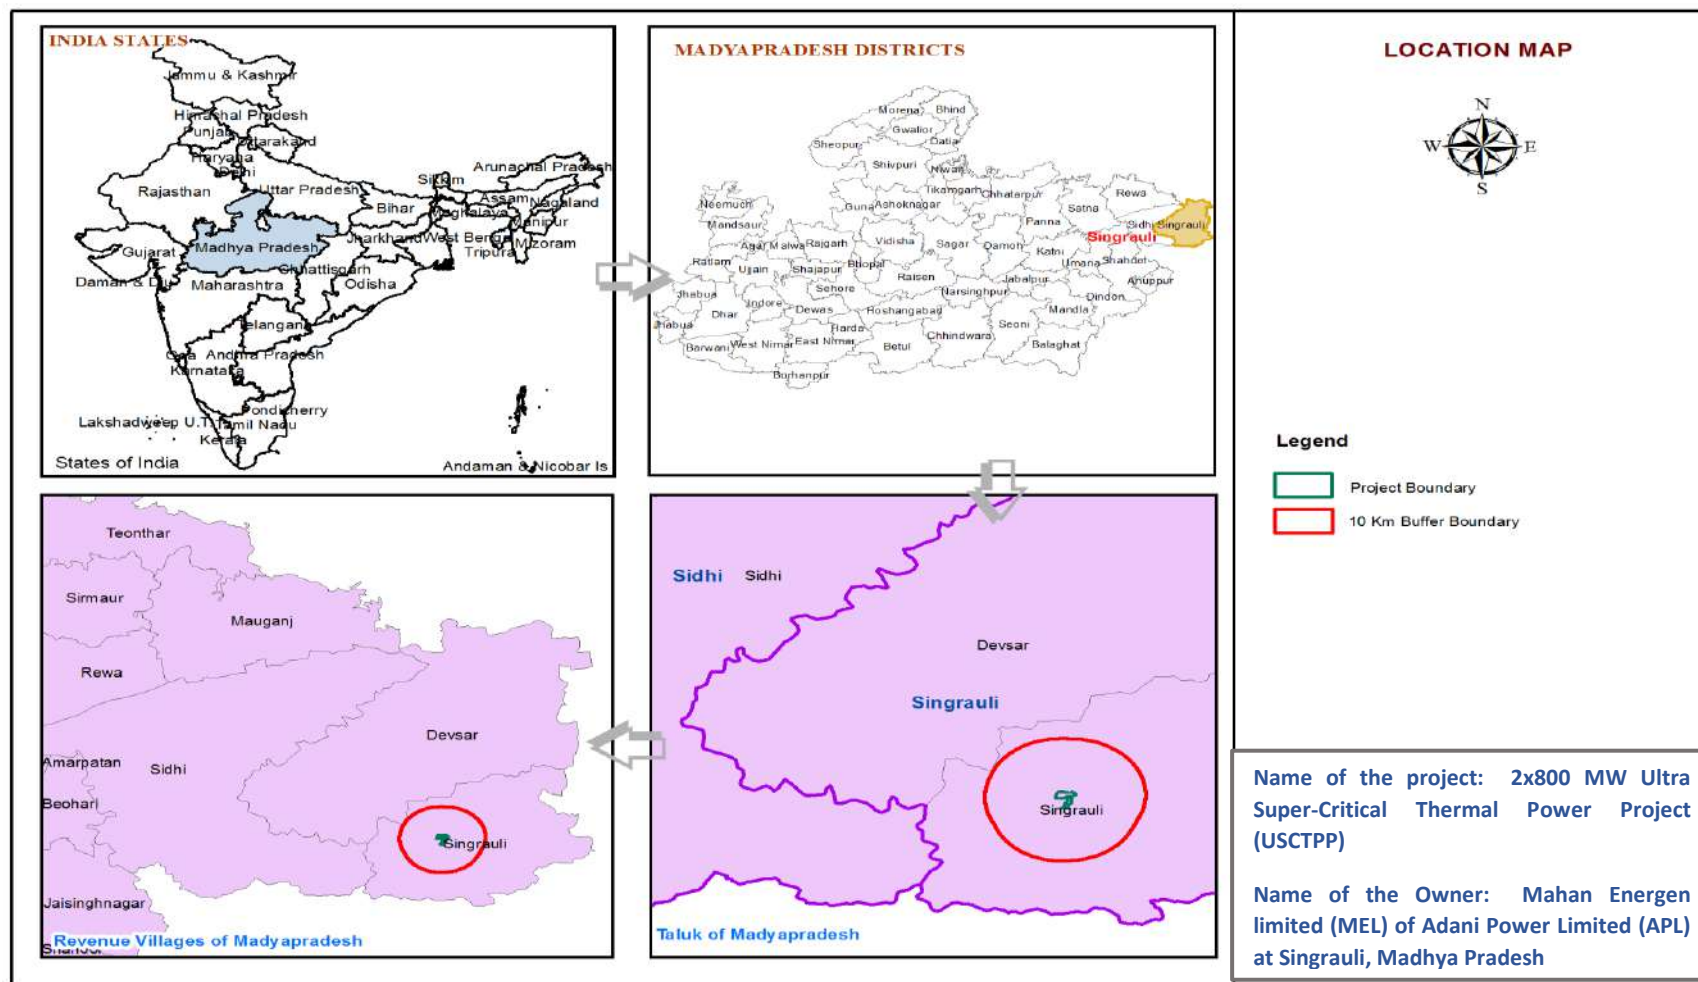 INDIA STATES
Jammu & Kashmir
Himachal Pradesh
Punjab
Uttarakand
Haryana
Delhi
Arunachal Pradesh
Sikkim
Rajasthan
Uttar Pradesh
Assam
Nagaland
Bihar
Meghalaya
Manipur
Jharkhand
West Bengal
Mizoram
Tripura
Gujarat
Madhya Pradesh
Chhattisgarh
Daman & Diu
Maharashtra
Odisha
Telangana
Goa
Andhra Pradesh
Karnataka
Pondicherry
Lakshadweep U.T.
Tamil Nadu
Kerala
States of India
Andaman & Nicobar Is
MADYAPRADESH DISTRICTS
Morena
Bhind
Gwalior
Datia
Sheopur
Shivpuri
Niwari
Tikamgarh
Chhatarpur
Rewa
Neemuch
Guna
Ashoknagar
Satna
Panna
Mandsaur
Sidhi
Singrauli
Singrauli
Agar Malwa
Rajgarh
Vidisha
Sagar
Damoh
Katni
Umaria
Shahdol
Ratlam
Ujjain
Shajapur
Bhopal
Raisen
Jabalpur
Anuppur
Sehore
Narsinghpur
Jhabua
Indore
Dindori
Dhar
Dewas
Hoshangabad
Mandla
Jhabua
Harda
Seoni
Barwani
West Nimar
East Nimar
Betul
Chhindwara
Balaghat
Borhanpur
LOCATION MAP
N
W
E
S
Legend
Project Boundary
10 Km Buffer Boundary
Teonthar
Sirmaur
Mauganj
Rewa
Devsar
Amarpatan
Sidhi
Beohari
Singrauli
Jaisinghnagar
Revenue Villages of Madyapradesh
Sidhi
Sidhi
Devsar
Singrauli
Singrauli
Taluk of Madyapradesh
Name of the project: 2x800 MW Ultra
Super-Critical Thermal Power Project
(USCTPP)
Name of the Owner: Mahan Energen
limited (MEL) of Adani Power Limited (APL)
at Singrauli, Madhya Pradesh